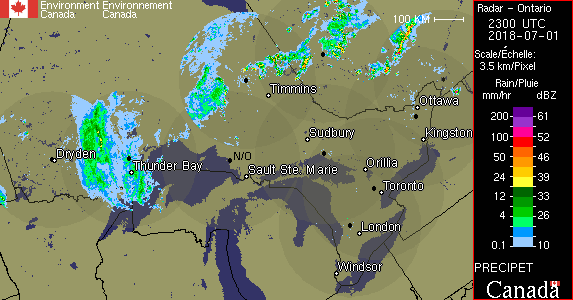 Environment Environnement
Canada Canada
100 KM
Timmins
Ottawa
Sudbury
Kingston
Dryden
Thunder Bay
N/O
Sault Ste. Marie
Orillia
Toronto
London
Windsor
Radar - Ontario
2300 UTC
2018-07-01
Scale/Échelle:
3.5 km/Pixel
Rain/Pluie
mm/hr dBZ
200 61
100 52
50 46
24 39
12 33
4 26
0.1 10
PRECIPET
Canada